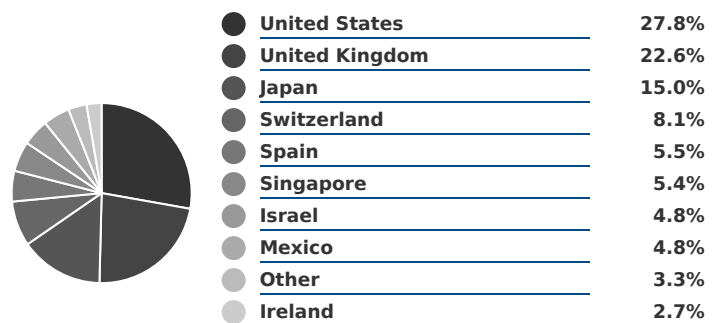 United States 27.8%
United Kingdom 22.6%
Japan 15.0%
Switzerland 8.1%
Spain 5.5%
Singapore 5.4%
Israel 4.8%
Mexico 4.8%
Other 3.3%
Ireland 2.7%